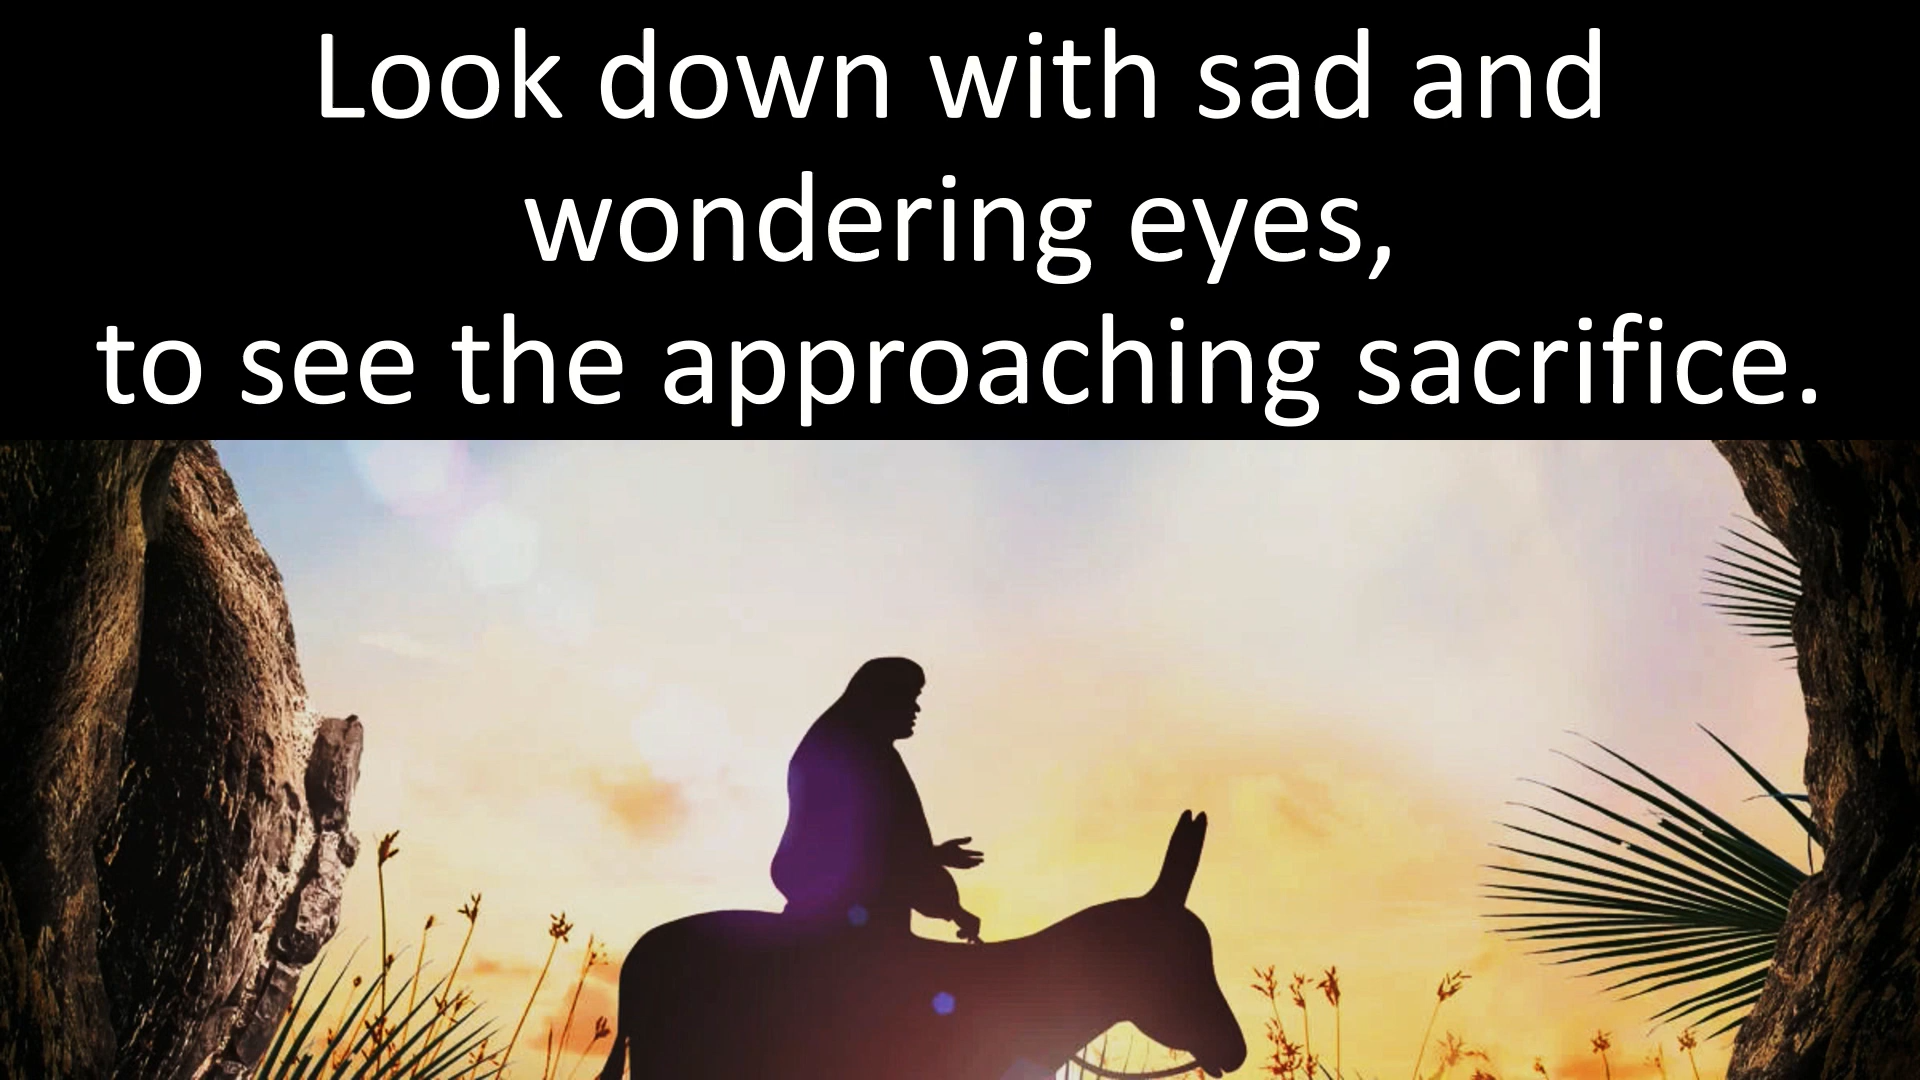 Look down with sad and
wondering eyes,
to see the approaching sacrifice.